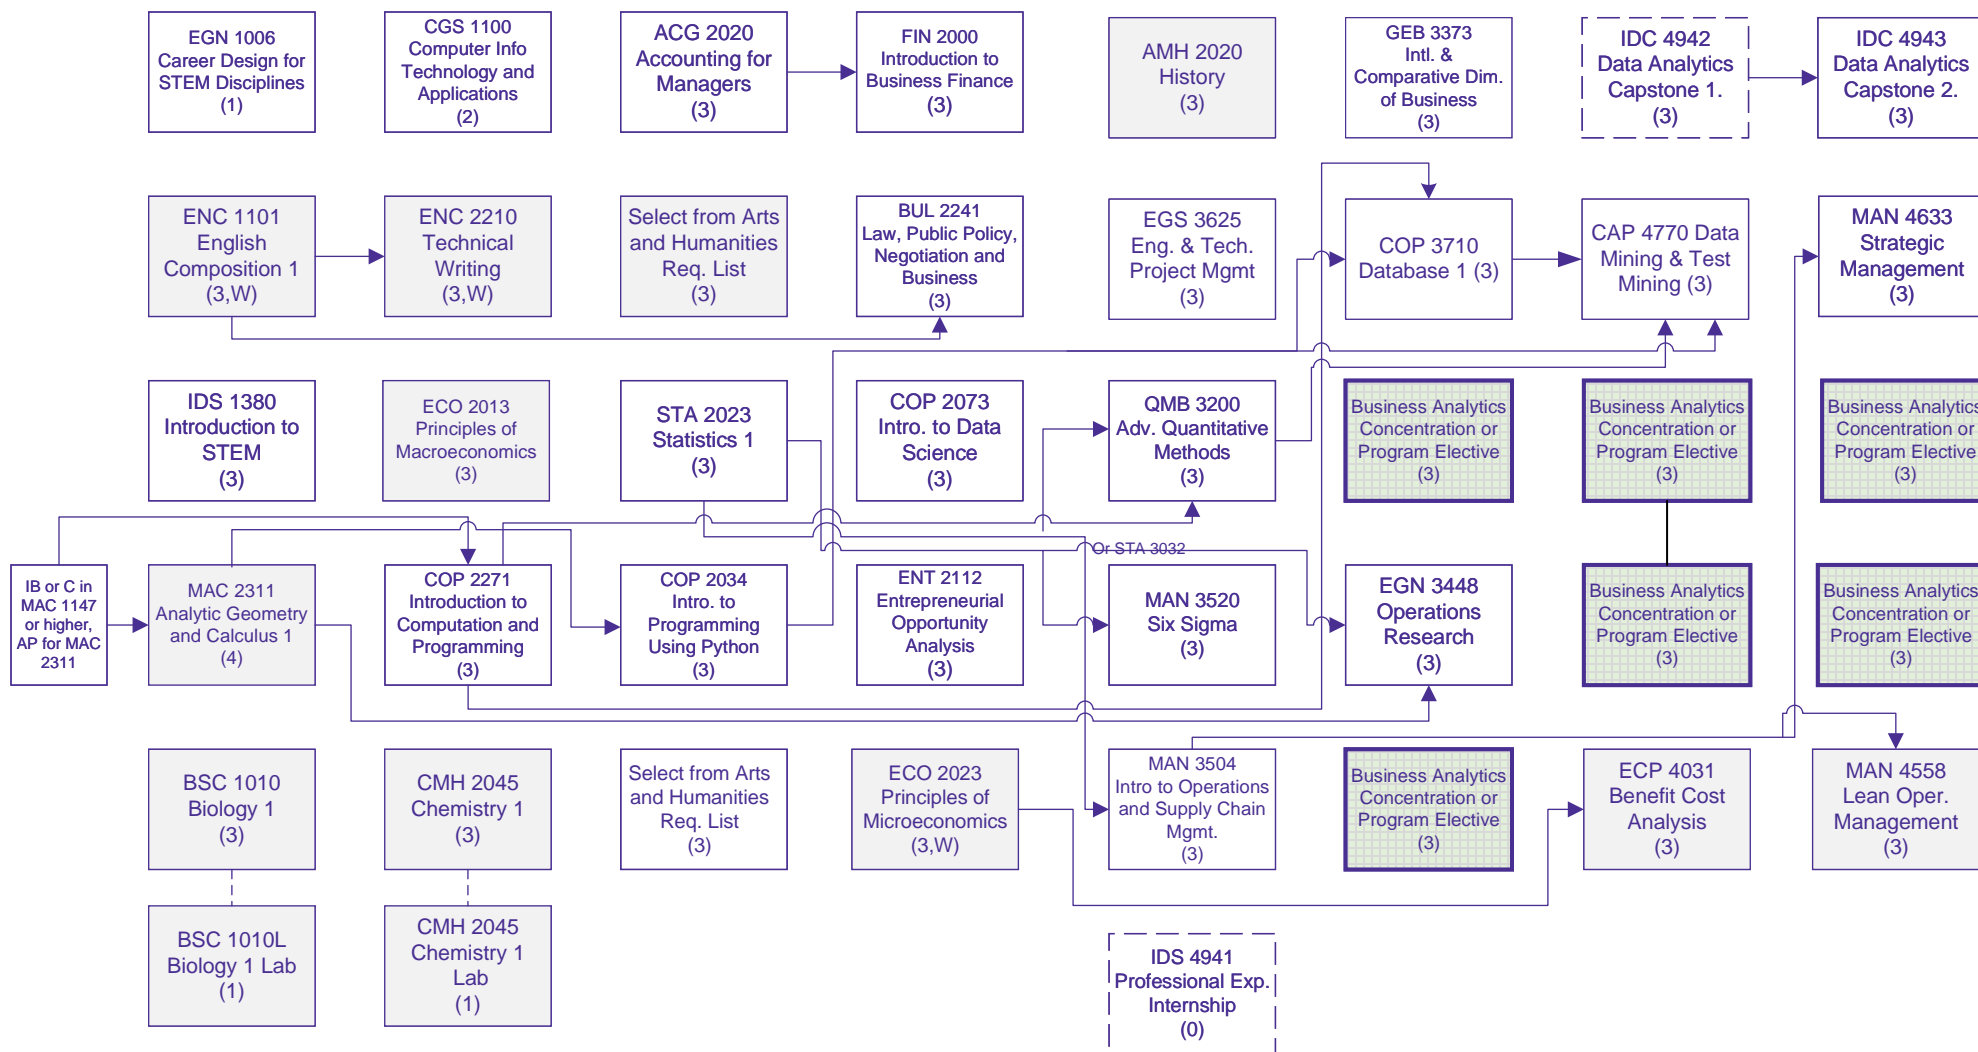 EGN 1006
Career Design for
STEM Disciplines
(1)
CGS 1100
Computer Info
Technology and
Applications
(2)
ACG 2020
Accounting for
Managers
(3)
FIN 2000
Introduction to
Business Finance
(3)
AMH 2020
History
(3)
GEB 3373
Intl. &
Comparative Dim.
of Business
(3)
IDC 4942
Data Analytics
Capstone 1.
(3)
IDC 4943
Data Analytics
Capstone 2.
(3)
ENC 1101
English
Composition 1
(3,W)
ENC 2210
Technical
Writing
(3,W)
Select from Arts
and Humanities
Req. List
(3)
BUL 2241
Law, Public Policy,
Negotiation and
Business
(3)
EGS 3625
Eng. & Tech.
Project Mgmt
(3)
COP 3710
Database 1 (3)
CAP 4770 Data
Mining & Test
Mining (3)
MAN 4633
Strategic
Management
(3)
IDS 1380
Introduction to
STEM
(3)
ECO 2013
Principles of
Macroeconomics
(3)
STA 2023
Statistics 1
(3)
COP 2073
Intro. to Data
Science
(3)
QMB 3200
Adv. Quantitative
Methods
(3)
Business Analytics
Concentration or
Program Elective
(3)
Business Analytics
Concentration or
Program Elective
(3)
Business Analytics
Concentration or
Program Elective
(3)
Or STA 3032
IB or C in
MAC 1147
or higher,
AP for MAC
2311
MAC 2311
Analytic Geometry
and Calculus 1
(4)
COP 2271
Introduction to
Computation and
Programming
(3)
COP 2034
Intro. to
Programming
Using Python
(3)
ENT 2112
Entrepreneurial
Opportunity
Analysis
(3)
MAN 3520
Six Sigma
(3)
EGN 3448
Operations
Research
(3)
Business Analytics
Concentration or
Program Elective
(3)
Business Analytics
Concentration or
Program Elective
(3)
BSC 1010
Biology 1
(3)
CMH 2045
Chemistry 1
(3)
Select from Arts
and Humanities
Req. List
(3)
ECO 2023
Principles of
Microeconomics
(3,W)
MAN 3504
Intro to Operations
and Supply Chain
Mgmt.
(3)
Business Analytics
Concentration or
Program Elective
(3)
ECP 4031
Benefit Cost
Analysis
(3)
MAN 4558
Lean Oper.
Management
(3)
BSC 1010L
Biology 1 Lab
(1)
CMH 2045
Chemistry 1
Lab
(1)
IDS 4941
Professional Exp.
Internship
(0)